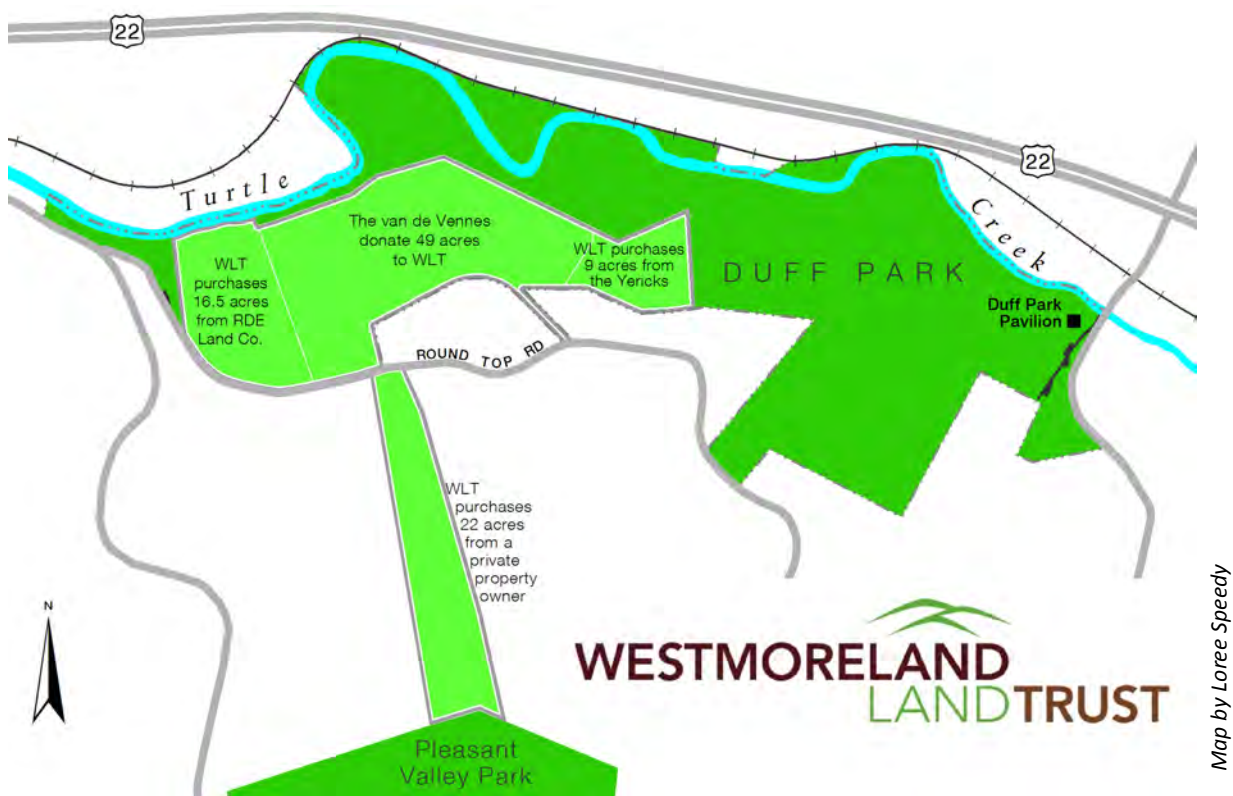 22
Turtle
The van de Vennes
donate 49 acres
to WLT
WLT
purchases
16.5 acres
from RDE
Land Co.
WLT purchases
9 acres from
the Yericks
22
Creek
DUFF PARK
Duff Park
Pavilion
ROUND TOP RD
WLT
purchases
22 acres
from a
private
property
owner
N
WESTMORELAND
LANDTRUST
Pleasant
Valley Park
Map by Loree Speedy